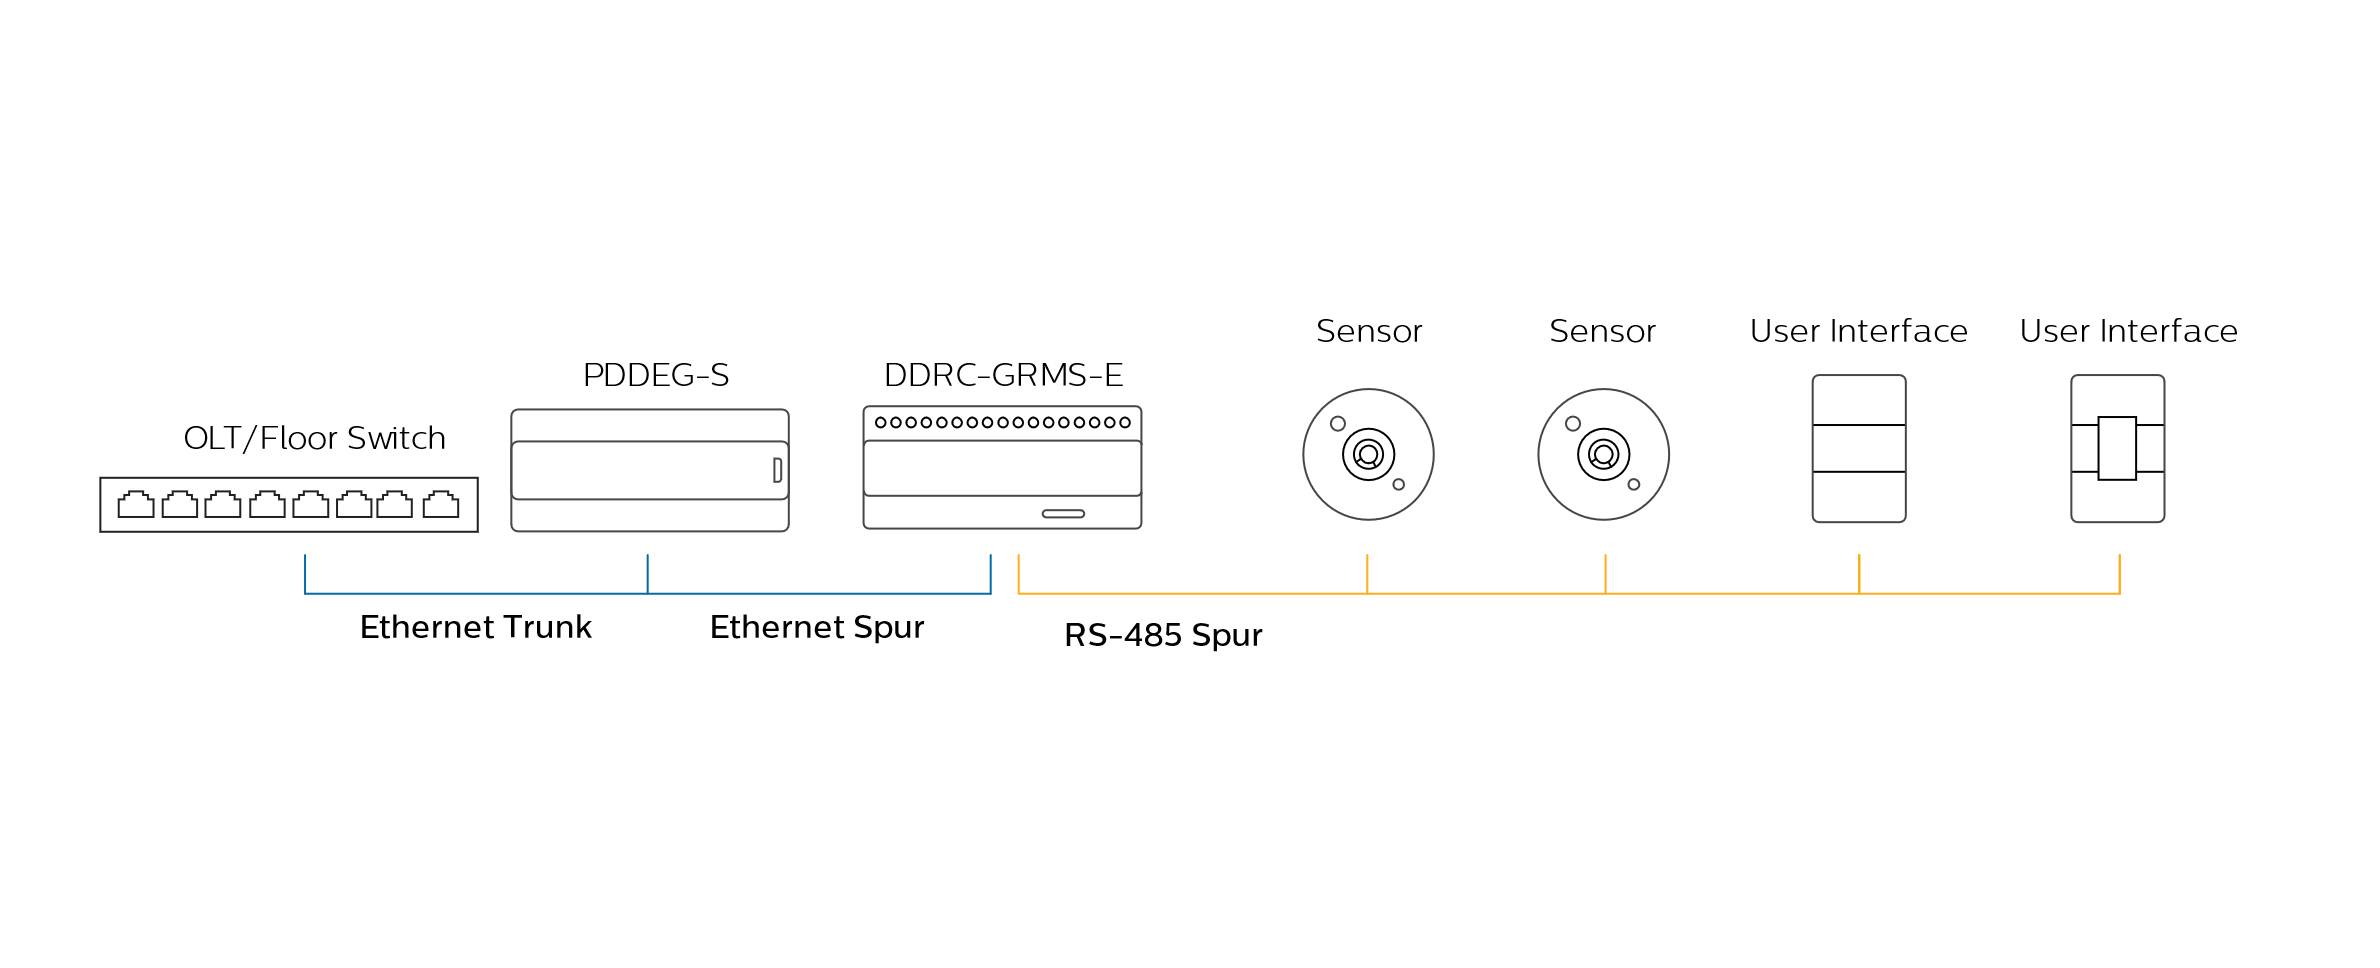 OLT/Floor Switch
PDDEG-S
DDRC-GRMS-E
Sensor
Sensor
User Interface
User Interface
Ethernet Trunk
Ethernet Spur
RS-485 Spur